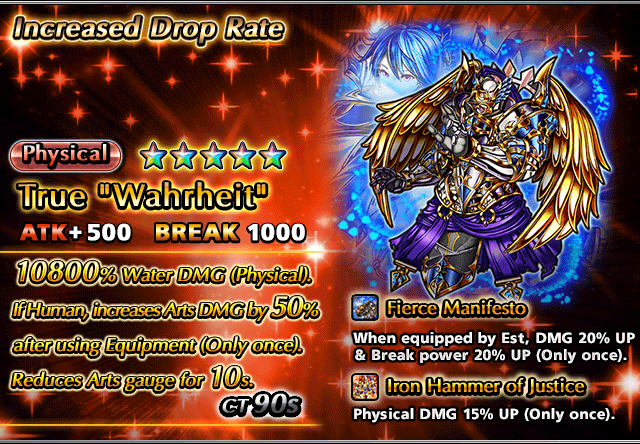 Increased Drop Rate
Physical
True "Wahrheit"
ATK+500 BREAK 1000
10800% Water DMG (Physical).
If Human, increases Arts DMG by 50%
after using Equipment (Only once).
Reduces Arts gauge for 10s.
CT 90s
Fierce Manifesto
When equipped by Est, DMG 20% UP
& Break power 20% UP (Only once).
Iron Hammer of Justice
Physical DMG 15% UP (Only once).